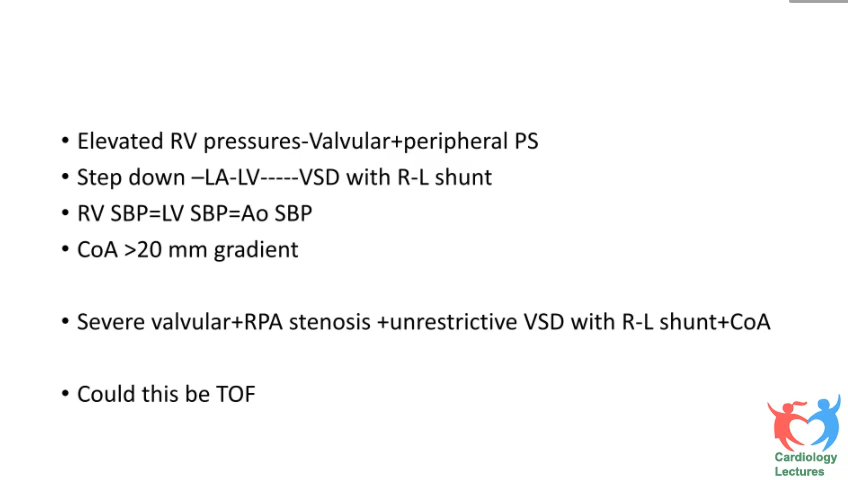 • Elevated RV pressures-Valvular+peripheral PS
• Step down –LA-LV-----VSD with R-L shunt
• RV SBP=LV SBP=Ao SBP
• CoA >20 mm gradient
• Severe valvular+RPA stenosis +unrestrictive VSD with R-L shunt+CoA
• Could this be TOF
Cardiology
Lectures